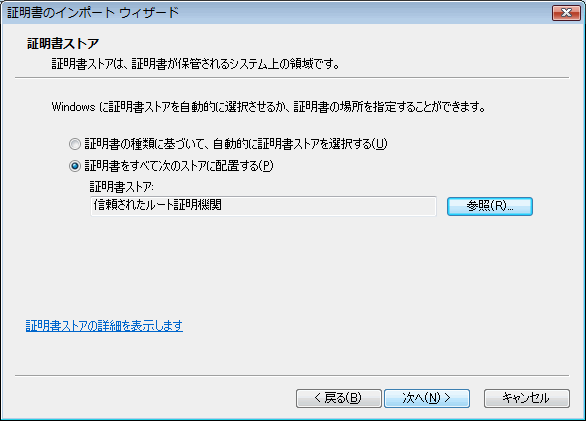 証明書のインポート ウィザード
証明書ストア
証明書ストアは、証明書が保管されるシステム上の領域です。
Windows に証明書ストアを自動的に選択させるか、証明書の場所を指定することができます。
証明書の種類に基づいて、自動的に証明書ストアを選択する(U)
証明書をすべて次のストアに配置する(P)
証明書ストア:
信頼されたルート証明機関
参照(R)...
証明書ストアの詳細を表示します
< 戻る(B)
次へ(N) >
キャンセル